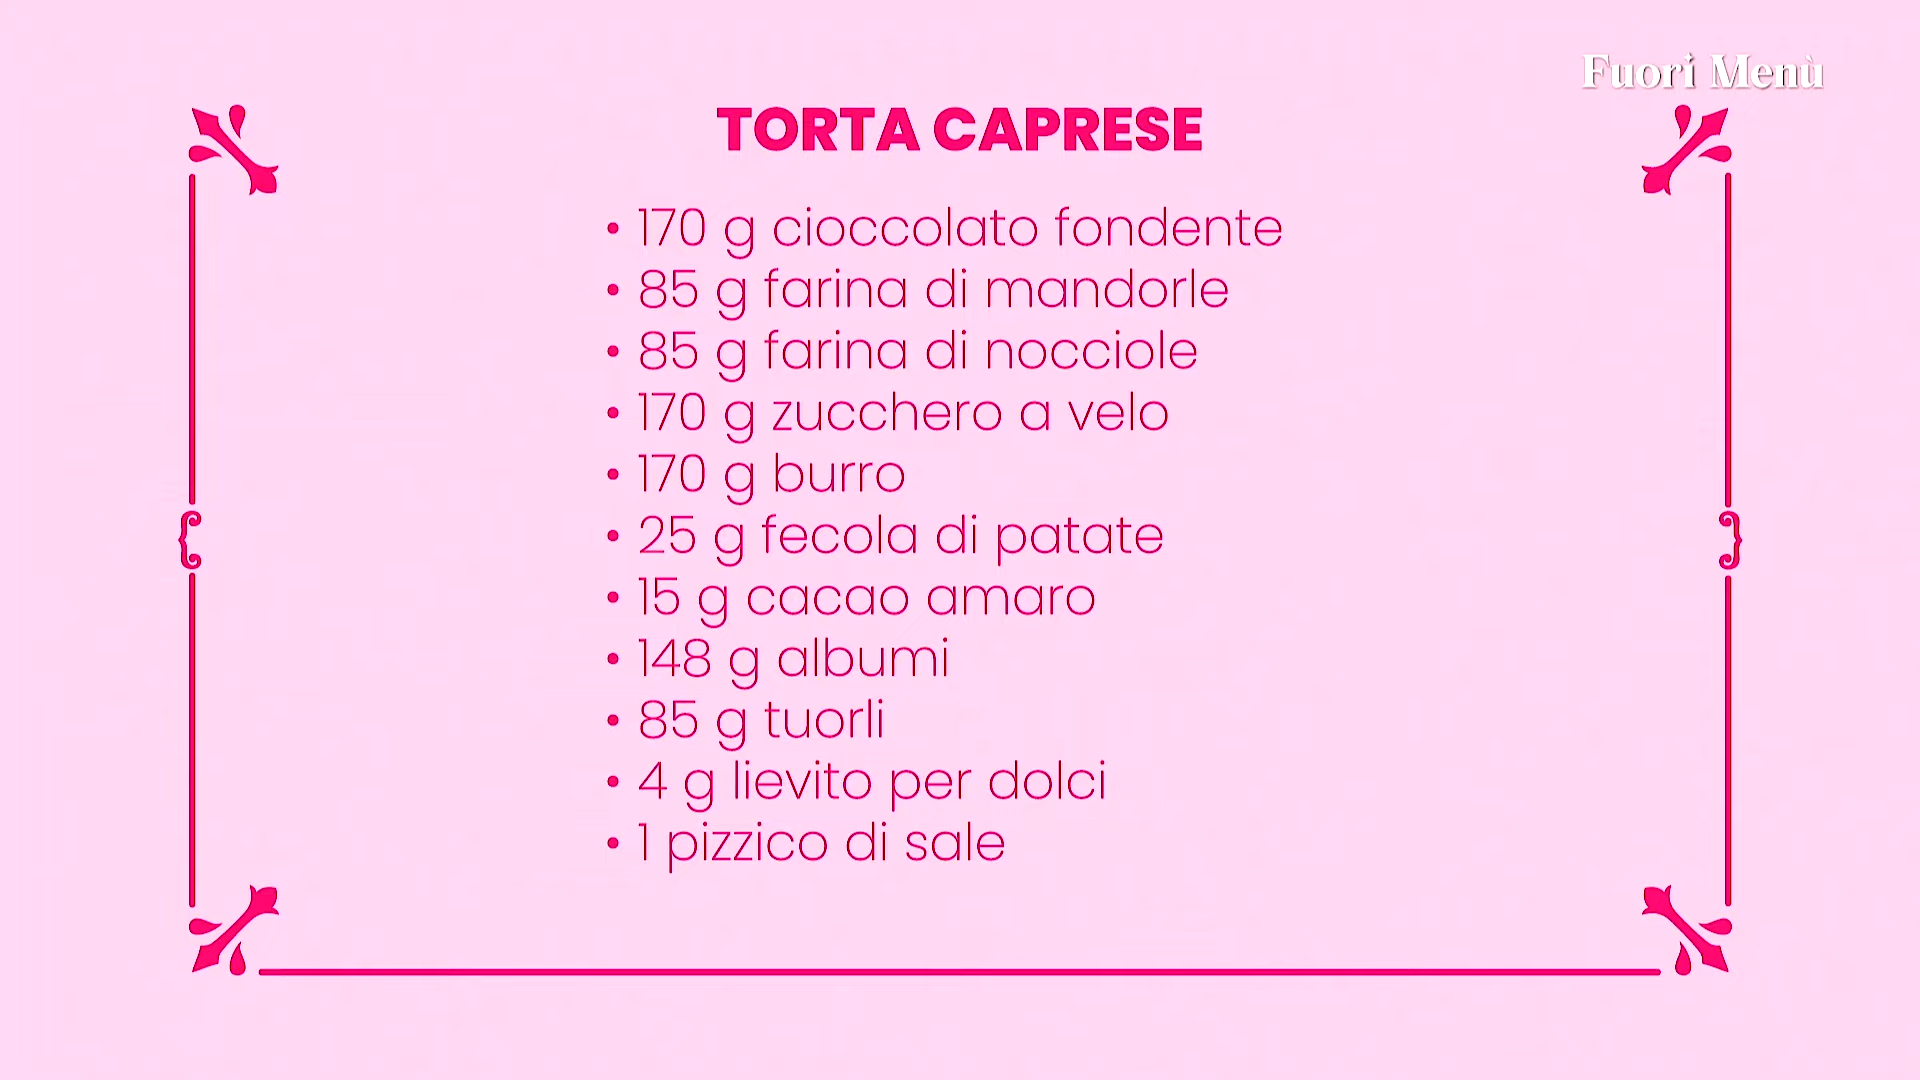 Fuori Menù
TORTA CAPRESE
• 170 g cioccolato fondente
• 85 g farina di mandorle
• 85 g farina di nocciole
• 170 g zucchero a velo
• 170 g burro
• 25 g fecola di patate
• 15 g cacao amaro
• 148 g albumi
• 85 g tuorli
• 4 g lievito per dolci
• 1 pizzico di sale